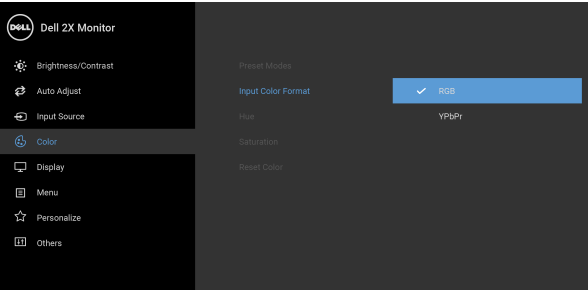 DELL Dell 2X Monitor
Brightness/Contrast
Auto Adjust
Input Source
Color
Display
Menu
Personalize
Others
Preset Modes
Input Color Format
Hue
Saturation
Reset Color
RGB
YPbPr